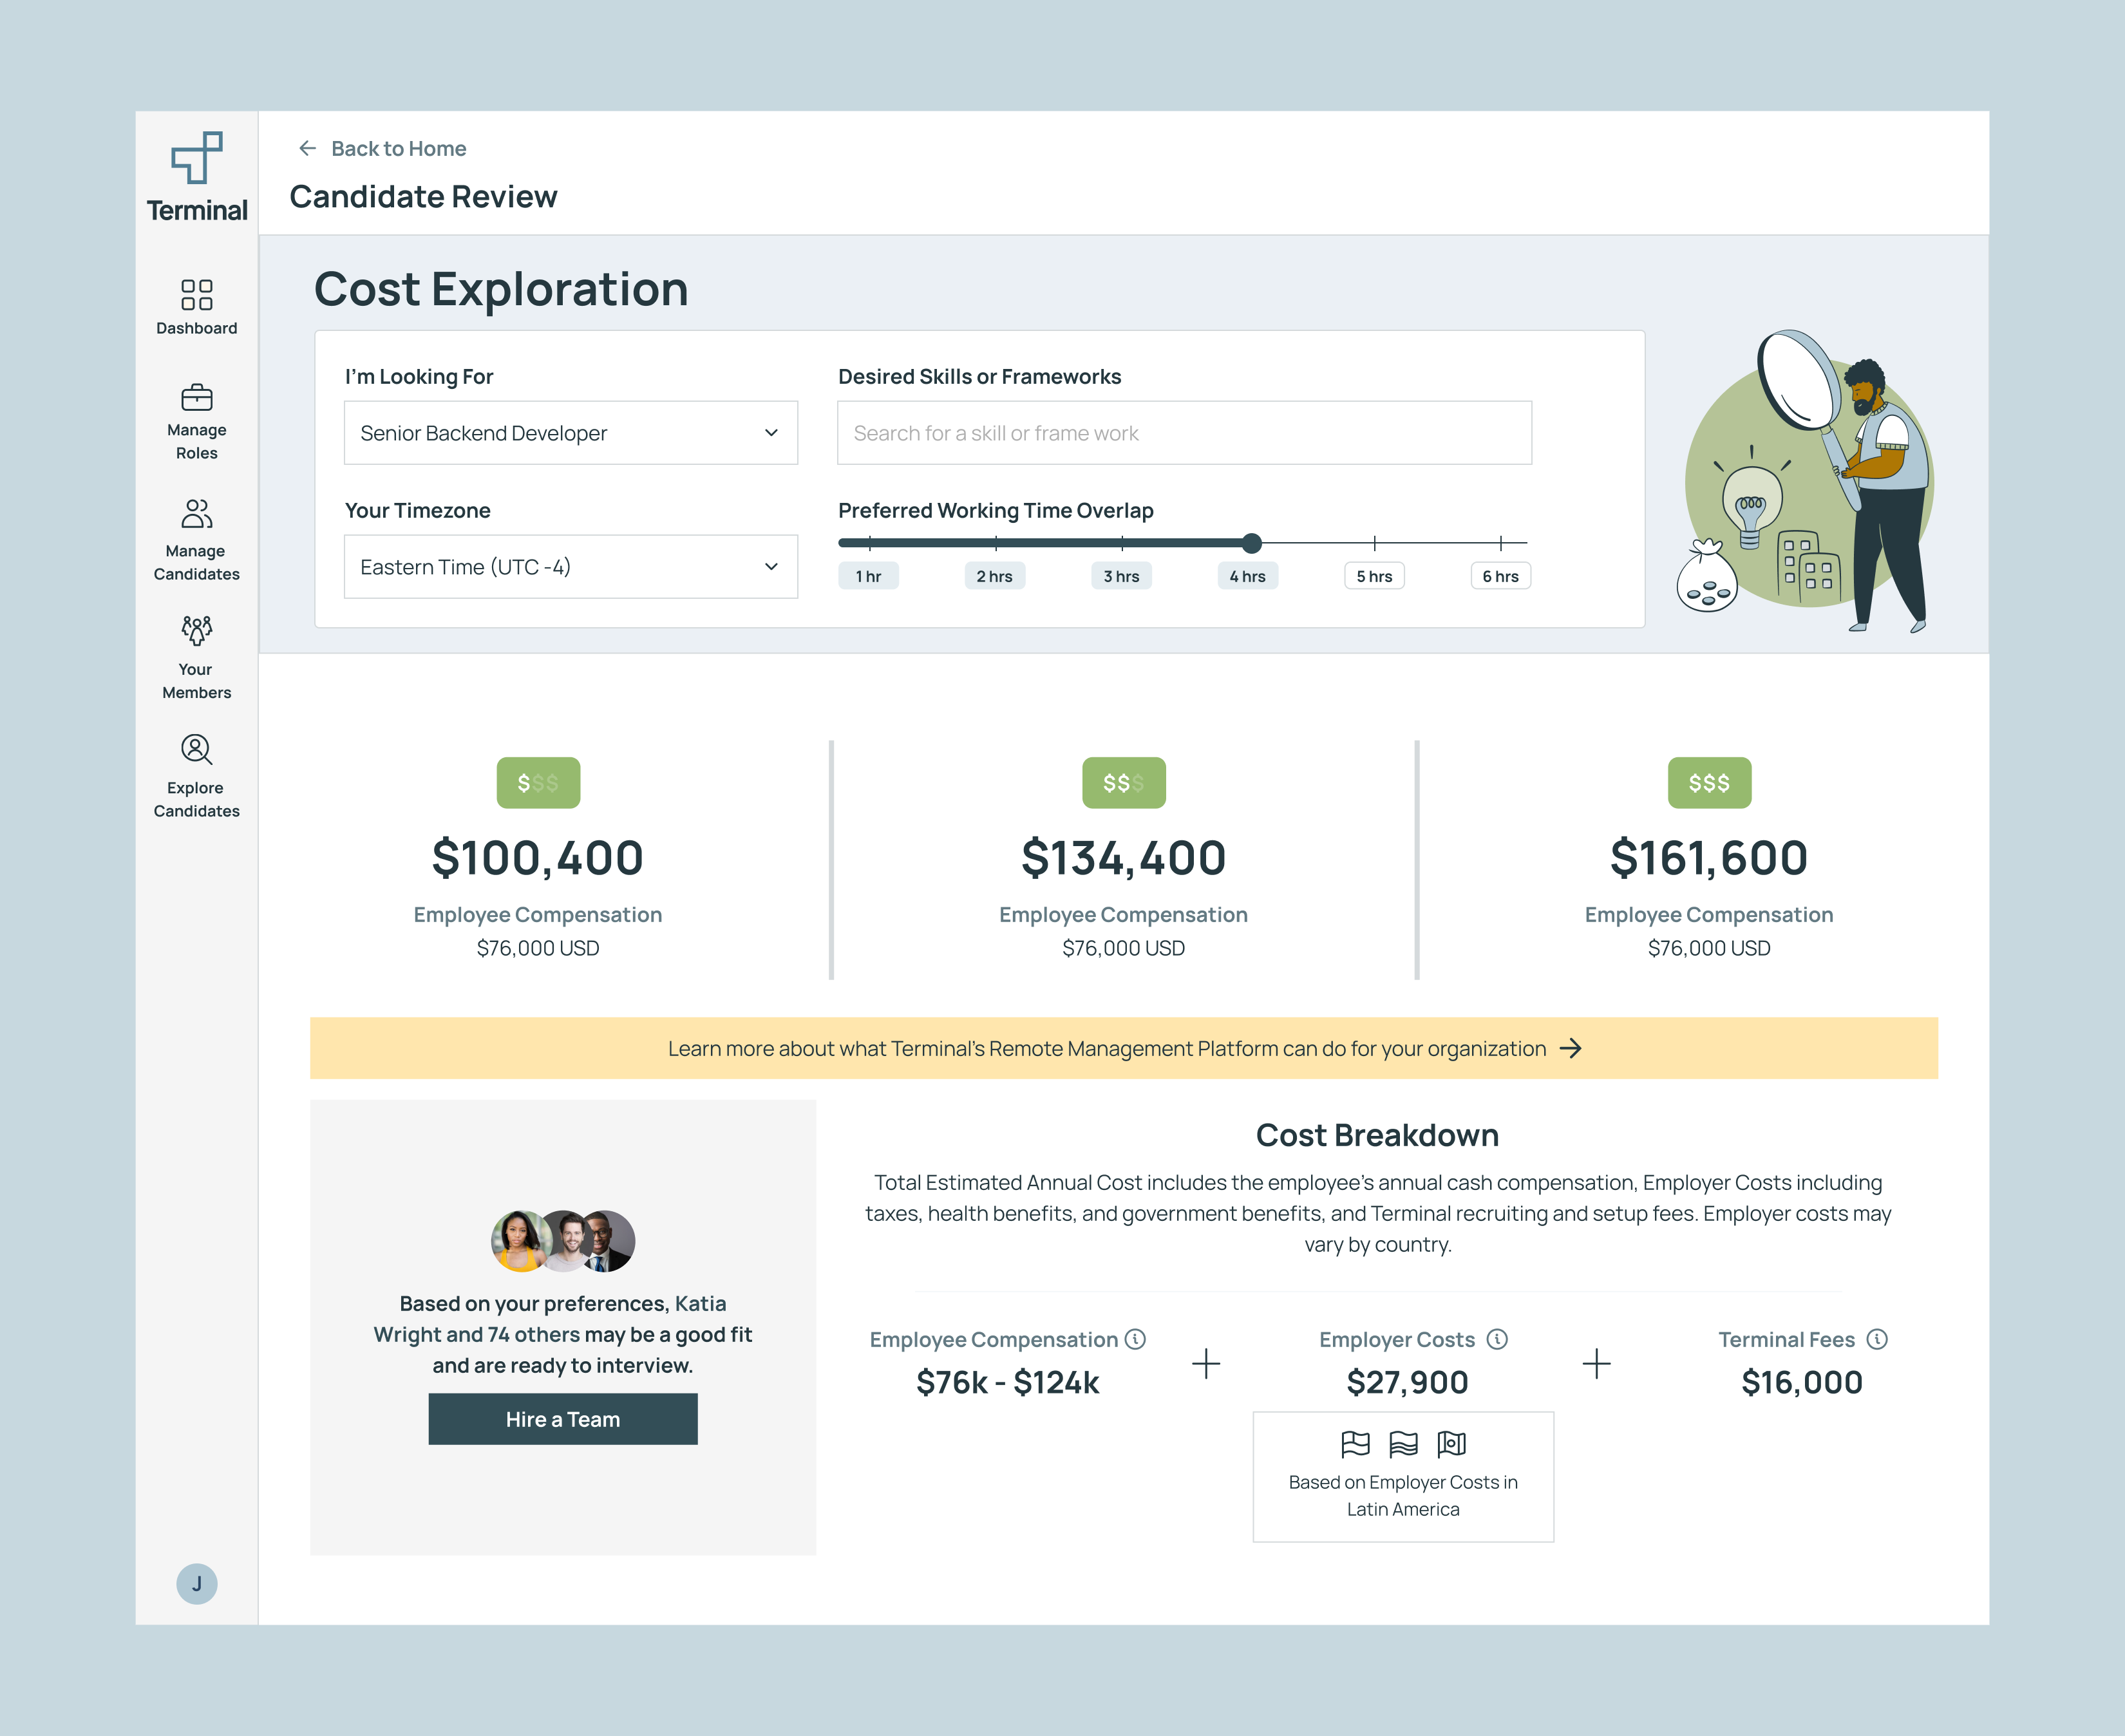 Terminal
Dashboard
Manage
Roles
Manage
Candidates
Your
Members
Explore
Candidates
J
Back to Home
Candidate Review
Cost Exploration
I'm Looking For
Senior Backend Developer
Desired Skills or Frameworks
Search for a skill or frame work
Your Timezone
Eastern Time (UTC -4)
Preferred Working Time Overlap
1 hr 2 hrs 3 hrs 4 hrs 5 hrs 6 hrs
$$$
$100,400
Employee Compensation
$76,000 USD
$$$
$134,400
Employee Compensation
$76,000 USD
$$$
$161,600
Employee Compensation
$76,000 USD
Learn more about what Terminal's Remote Management Platform can do for your organization
Based on your preferences, Katia
Wright and 74 others may be a good fit
and are ready to interview.
Hire a Team
Cost Breakdown
Total Estimated Annual Cost includes the employee's annual cash compensation, Employer Costs including
taxes, health benefits, and government benefits, and Terminal recruiting and setup fees. Employer costs may
vary by country.
Employee Compensation
$76k - $124k
+
Employer Costs
$27,900
Based on Employer Costs in
Latin America
+
Terminal Fees
$16,000